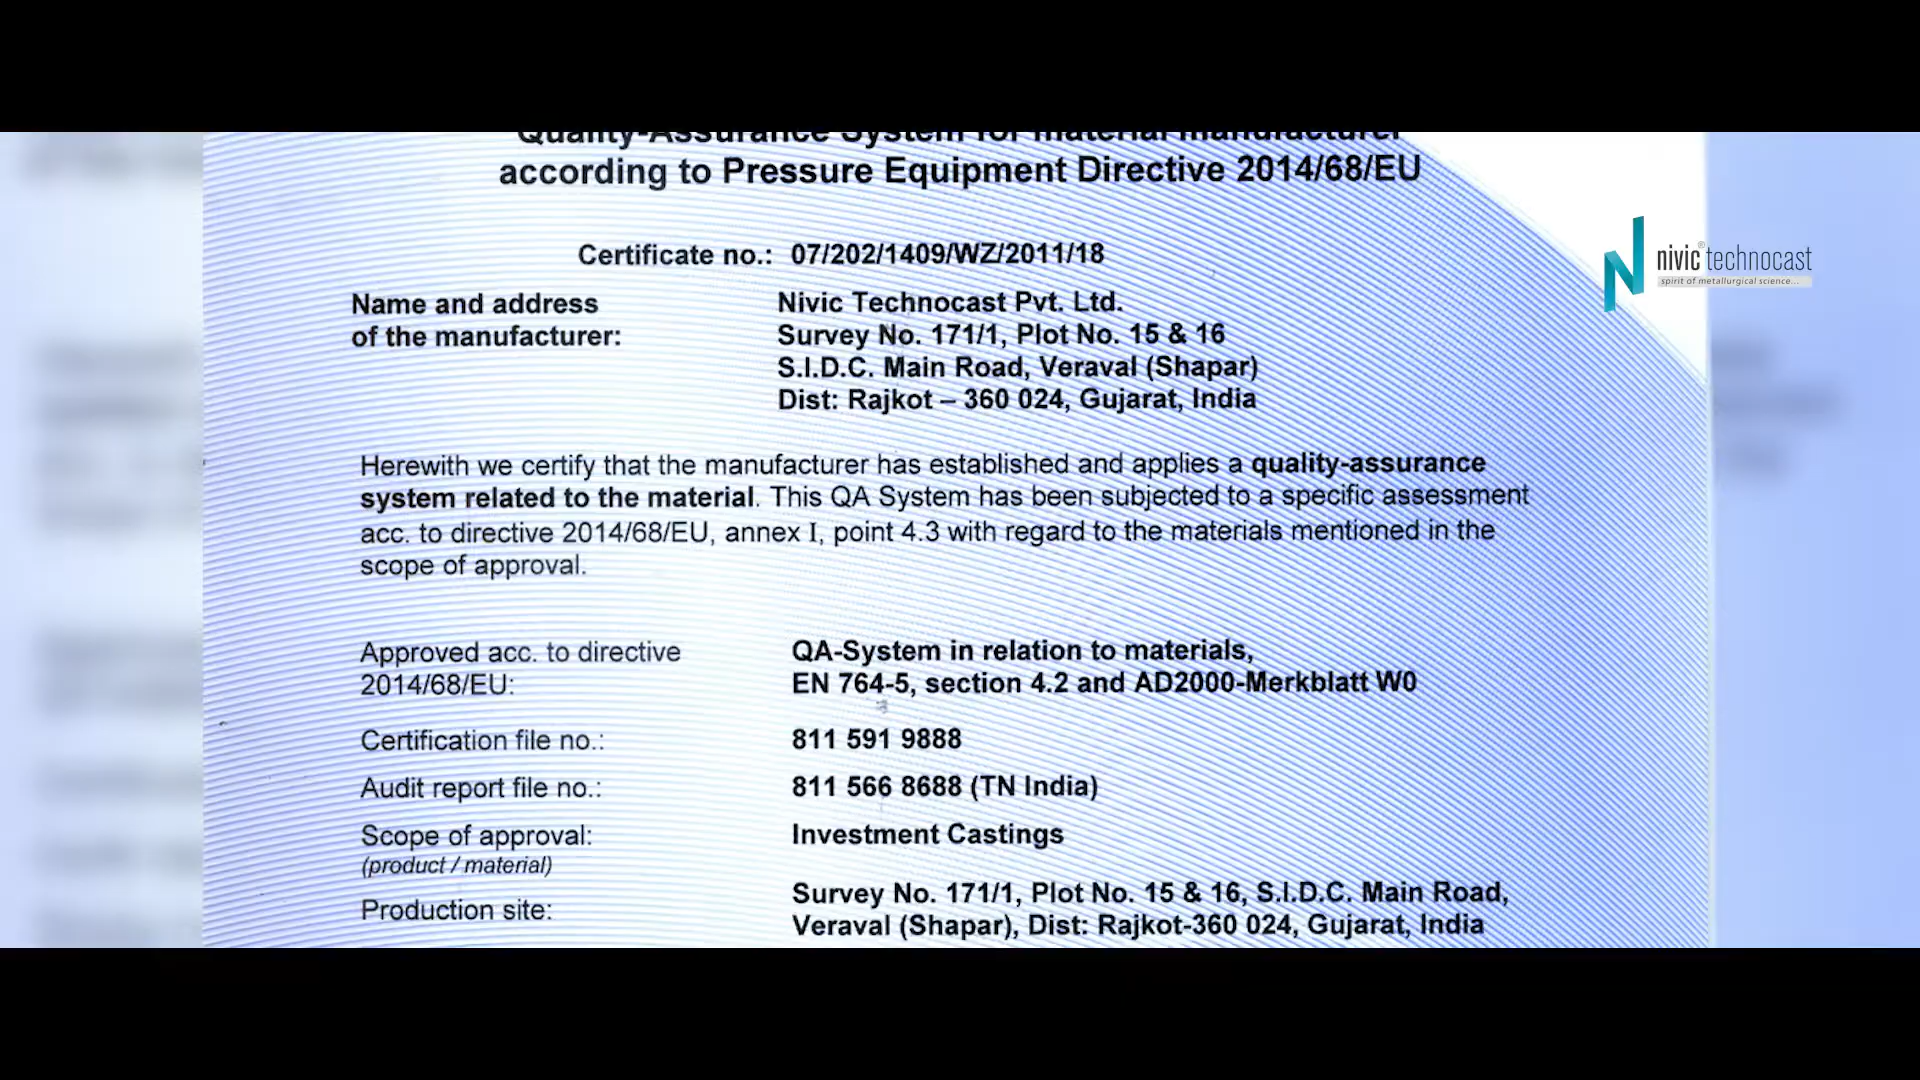 Quality-Assurance System for material manufacturer
according to Pressure Equipment Directive 2014/68/EU
Certificate no.: 07/202/1409/WZ/2011/18
Name and address
of the manufacturer:
Nivic Technocast Pvt. Ltd.
Survey No. 171/1, Plot No. 15 & 16
S.I.D.C. Main Road, Veraval (Shapar)
Dist: Rajkot – 360 024, Gujarat, India
nivic® technocast
spirit of metallurgical science...
Herewith we certify that the manufacturer has established and applies a quality-assurance
system related to the material. This QA System has been subjected to a specific assessment
acc. to directive 2014/68/EU, annex I, point 4.3 with regard to the materials mentioned in the
scope of approval.
Approved acc. to directive
2014/68/EU:
QA-System in relation to materials,
EN 764-5, section 4.2 and AD2000-Merkblatt W0
Certification file no.: 811 591 9888
Audit report file no.: 811 566 8688 (TN India)
Scope of approval: Investment Castings
(product / material)
Production site:
Survey No. 171/1, Plot No. 15 & 16, S.I.D.C. Main Road,
Veraval (Shapar), Dist: Rajkot-360 024, Gujarat, India